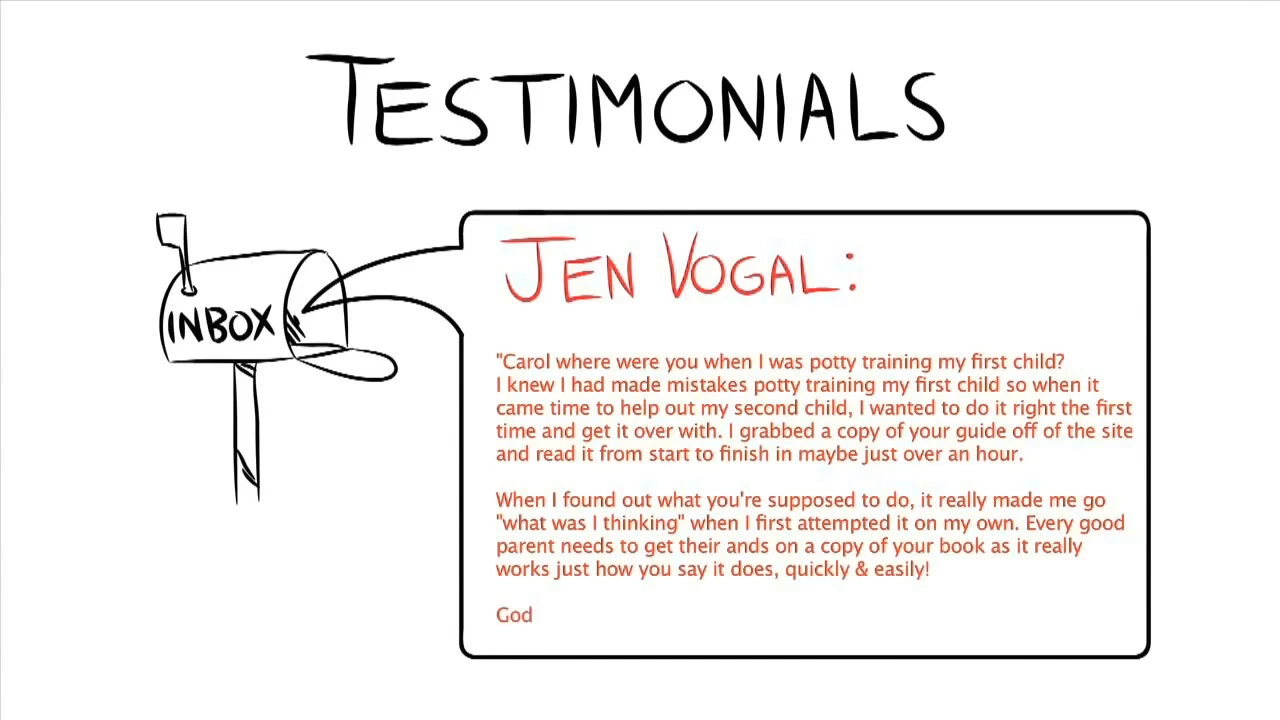 TESTIMONIALS
INBOX
JEN VOGAL:
"Carol where were you when I was potty training my first child?
I knew I had made mistakes potty training my first child so when it
came time to help out my second child, I wanted to do it right the first
time and get it over with. I grabbed a copy of your guide off of the site
and read it from start to finish in maybe just over an hour.
When I found out what you're supposed to do, it really made me go
"what was I thinking" when I first attempted it on my own. Every good
parent needs to get their ands on a copy of your book as it really
works just how you say it does, quickly & easily!
God